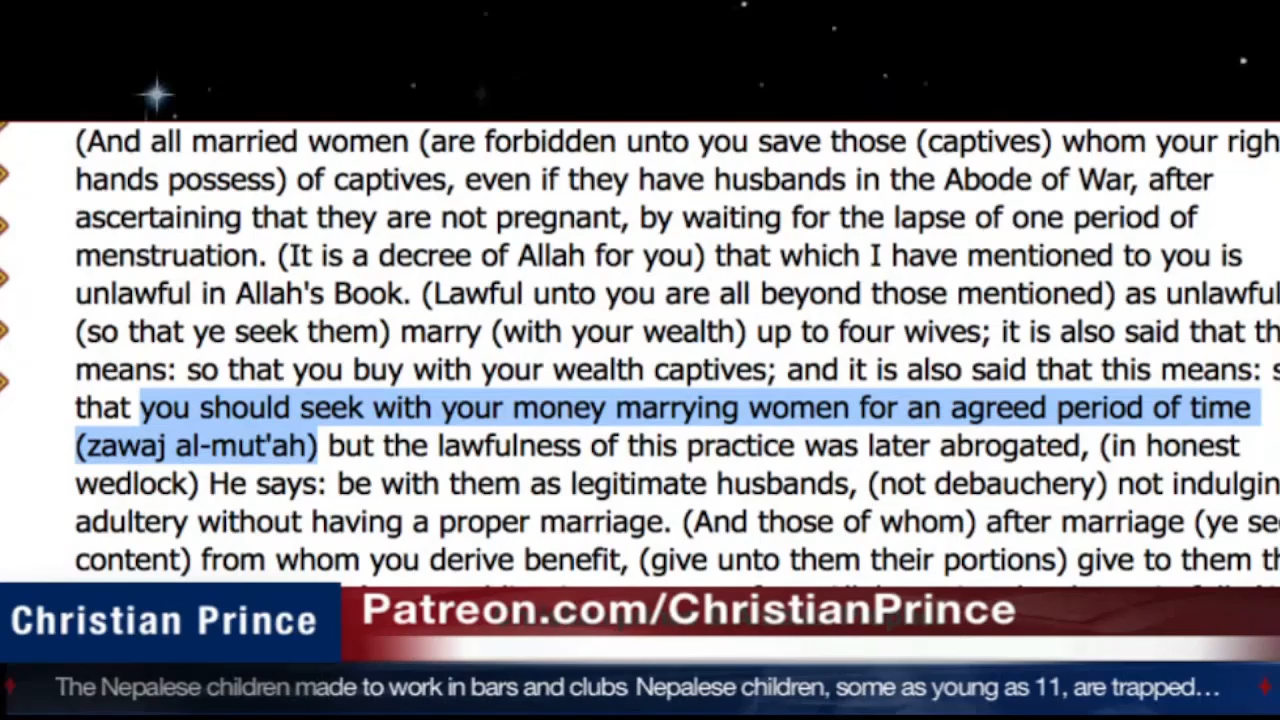 (And all married women (are forbidden unto you save those (captives) whom your righ
hands possess) of captives, even if they have husbands in the Abode of War, after
ascertaining that they are not pregnant, by waiting for the lapse of one period of
menstruation. (It is a decree of Allah for you) that which I have mentioned to you is
unlawful in Allah's Book. (Lawful unto you are all beyond those mentioned) as unlawful
(so that ye seek them) marry (with your wealth) up to four wives; it is also said that th
means: so that you buy with your wealth captives; and it is also said that this means: s
that you should seek with your money marrying women for an agreed period of time
(zawaj al-mut'ah) but the lawfulness of this practice was later abrogated, (in honest
wedlock) He says: be with them as legitimate husbands, (not debauchery) not indulgin
adultery without having a proper marriage. (And those of whom) after marriage (ye se
content) from whom you derive benefit, (give unto them their portions) give to them th
Christian Prince
Patreon.com/ChristianPrince
The Nepalese children made to work in bars and clubs Nepalese children, some as young as 11, are trapped...